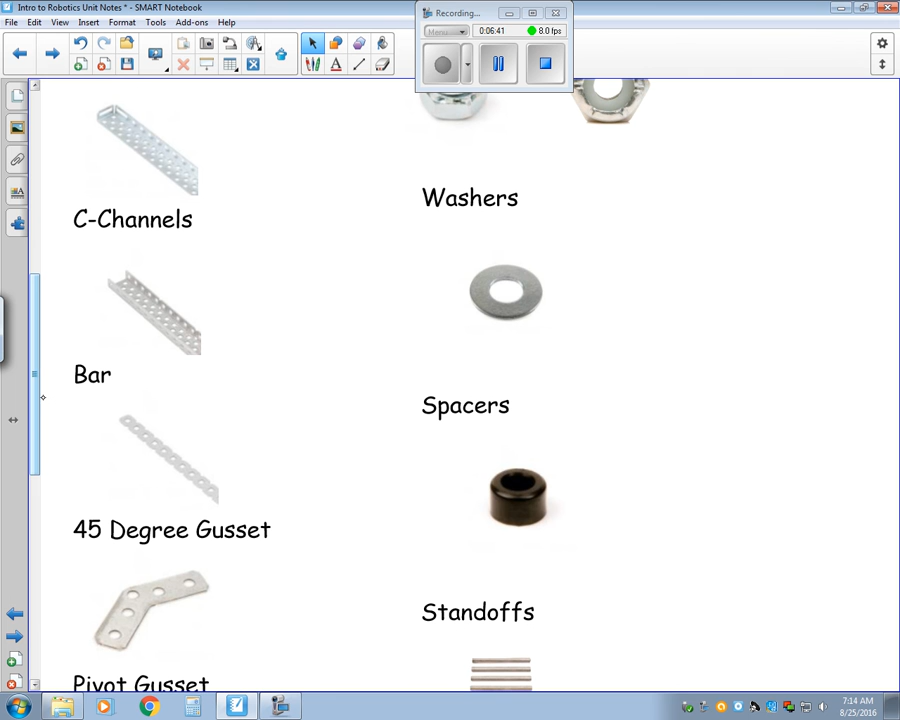 Intro to Robotics Unit Notes * - SMART Notebook
File Edit View Insert Format Tools Add-ons Help
Recording...
Menu
0:06:41
8.0 fps
C-Channels
Washers
Bar
Spacers
45 Degree Gusset
Standoffs
Pivot Gusset
7:14 AM
8/25/2016